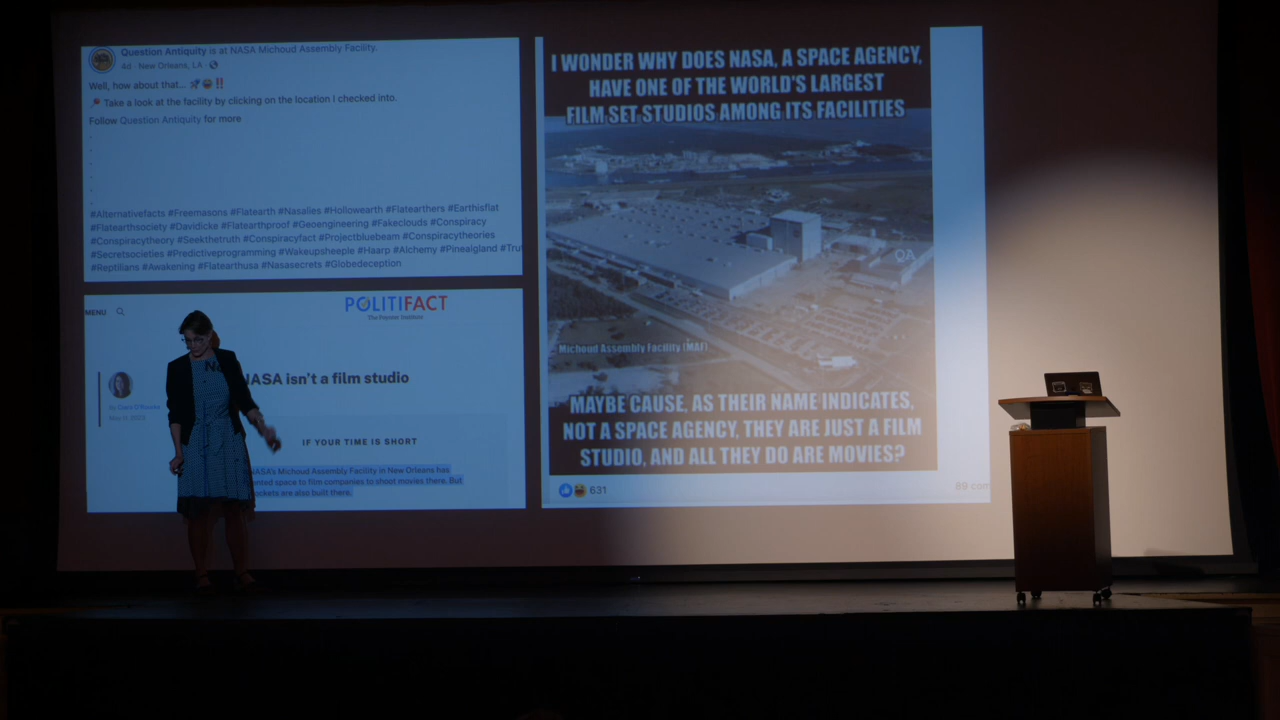 Question Antiquity is at NASA Michoud Assembly Facility.
4d · New Orleans, LA ·
Well, how about that... 🚀😄‼️
📍 Take a look at the facility by clicking on the location I checked into.
Follow Question Antiquity for more
.
.
.
.
.
.
#Alternativefacts #Freemasons #Flatearth #Nasalies #Hollowearth #Flatearthers #Earthisflat
#Flatearthsociety #Davidicke #Flatearthproof #Geoengineering #Fakeclouds #Conspiracy
#Conspiracytheory #Seekthetruth #Conspiracyfact #Projectbluebeam #Conspiracytheories
#Secretsocieties #Predictiveprogramming #Wakeupsheeple #Haarp #Alchemy #Pinealgland #Trut
#Reptilians #Awakening #Flatearthusa #Nasasecrets #Globedeception
MENU
POLITIFACT
The Poynter Institute
No NASA isn't a film studio
By
IF YOUR TIME IS SHORT
NASA's Michoud Assembly Facility in New Orleans has
space to film companies to shoot movies there. But
rockets are also built there.
I WONDER WHY DOES NASA, A SPACE AGENCY,
HAVE ONE OF THE WORLD'S LARGEST
FILM SET STUDIOS AMONG ITS FACILITIES
QA
Michoud Assembly Facility (MAF)
MAYBE CAUSE, AS THEIR NAME INDICATES,
NOT A SPACE AGENCY, THEY ARE JUST A FILM
STUDIO, AND ALL THEY DO ARE MOVIES?
631
89 com